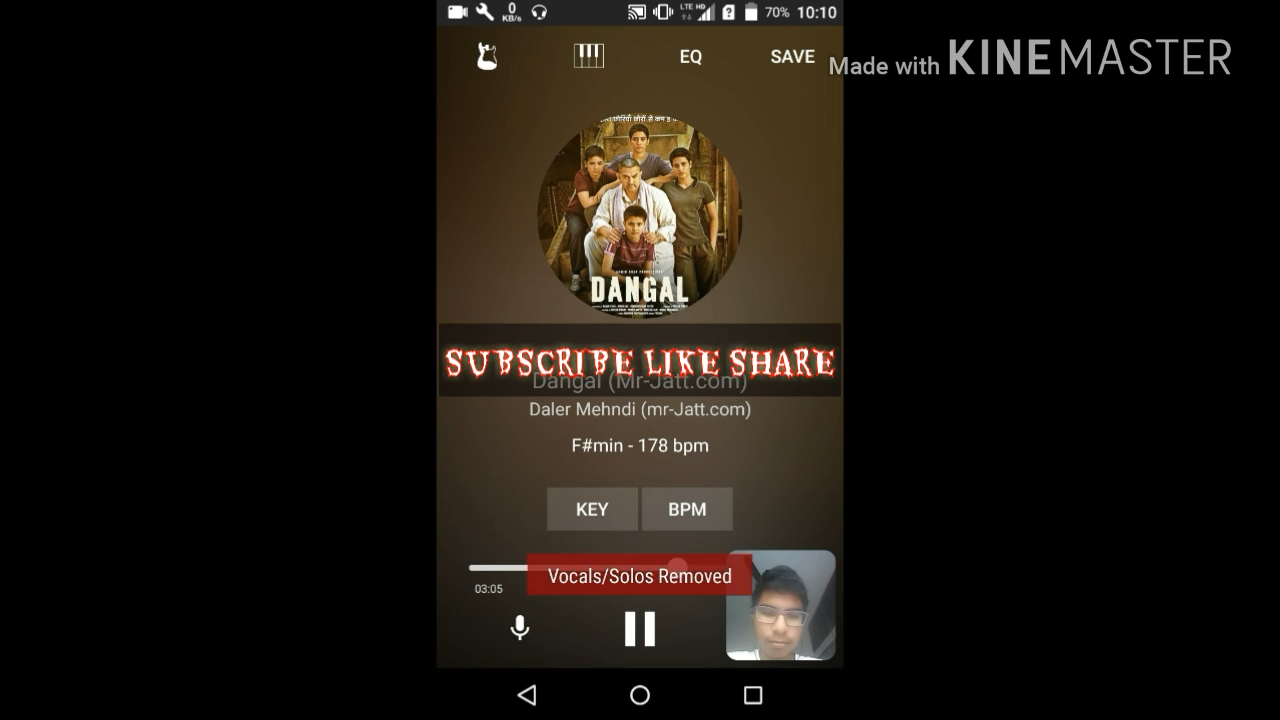 0
KB/s
LTE HD
70% 10:10
EQ
SAVE
Made with KINEMASTER
DANGAL
SUBSCRIBE LIKE SHARE
Dangal (Mr-Jatt.com)
Daler Mehndi (mr-Jatt.com)
F#min - 178 bpm
KEY
BPM
Vocals/Solos Removed
03:05